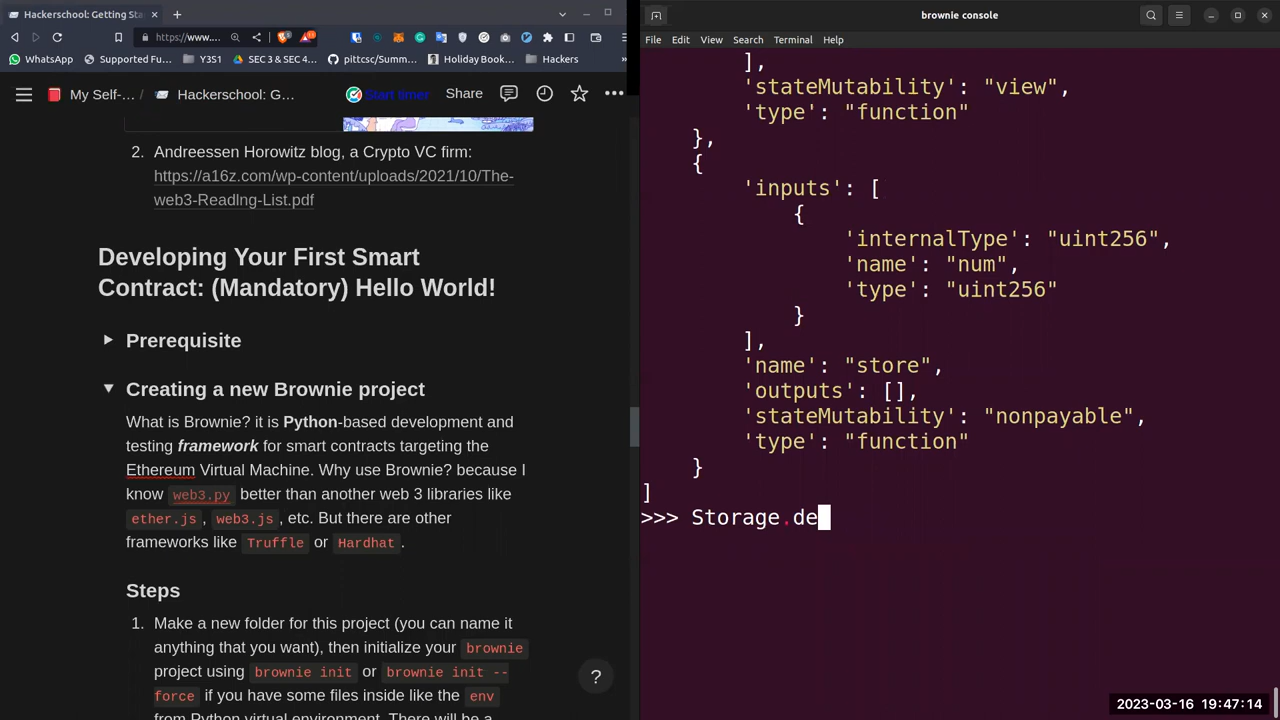 Hackerschool: Getting Sta
https://www....
WhatsApp
Supported Fu...
Y3S1
SEC 3 & SEC 4...
pittcsc/Summ...
Holiday Book...
Hackers
My Self-... / Hackerschool: G...
Start timer
Share
2. Andreessen Horowitz blog, a Crypto VC firm:
https://a16z.com/wp-content/uploads/2021/10/The-
web3-ReadIng-List.pdf
Developing Your First Smart
Contract: (Mandatory) Hello World!
Prerequisite
Creating a new Brownie project
What is Brownie? it is Python-based development and
testing framework for smart contracts targeting the
Ethereum Virtual Machine. Why use Brownie? because I
know web3.py better than another web 3 libraries like
ether.js, web3.js, etc. But there are other
frameworks like Truffle or Hardhat.
Steps
1. Make a new folder for this project (you can name it
anything that you want), then initialize your brownie
project using brownie init or brownie init --
force if you have some files inside like the env
from Python virtual environment. There will be a
?
brownie console
File Edit View Search Terminal Help
],
'stateMutability': "view",
'type': "function"
},
{
'inputs': [
{
'internalType': "uint256",
'name': "num",
'type': "uint256"
}
],
'name': "store",
'outputs': [],
'stateMutability': "nonpayable",
'type': "function"
}
]
>>> Storage.de
2023-03-16 19:47:14